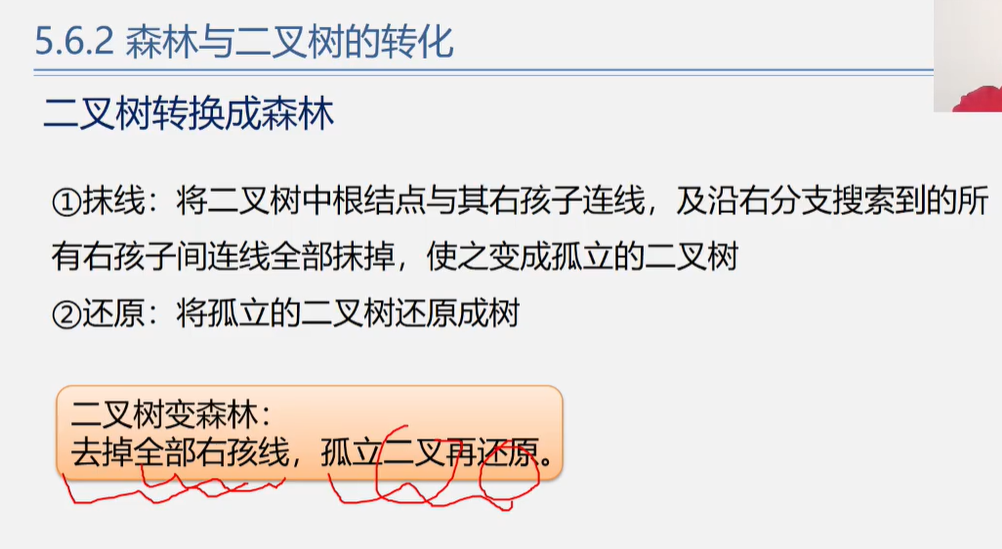 5.6.2 森林与二叉树的转化
二叉树转换成森林
①抹线：将二叉树中根结点与其右孩子连线，及沿右分支搜索到的所
有右孩子间连线全部抹掉，使之变成孤立的二叉树
②还原：将孤立的二叉树还原成树
二叉树变森林：
去掉全部右孩线，孤立二叉再还原。